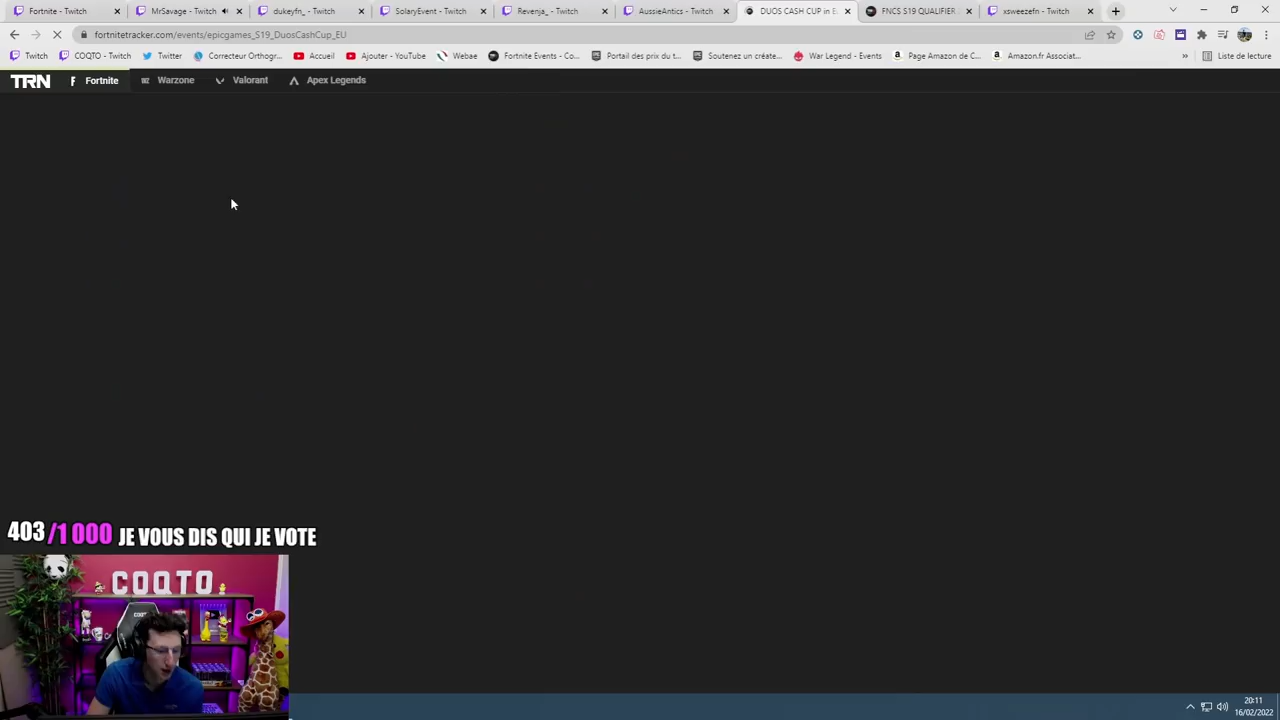 Fortnite - Twitch
MrSavage - Twitch
dukeyfn_ - Twitch
SolaryEvent - Twitch
Revenja_ - Twitch
AussieAntics - Twitch
DUOS CASH CUP in E
FNCS S19 QUALIFIER
xsweezefn - Twitch
fortnitetracker.com/events/epicgames_S19_DuosCashCup_EU
Twitch
COQTO - Twitch
Twitter
Correcteur Orthogr...
Accueil
Ajouter - YouTube
Webae
Fortnite Events - Co...
Portail des prix du t...
Soutenez un créate...
War Legend - Events
Page Amazon de C...
Amazon.fr Associat...
»
Liste de lecture
TRN Fortnite Warzone Valorant Apex Legends
403/1 000 JE VOUS DIS QUI JE VOTE
COQTO
20:11
16/02/2022